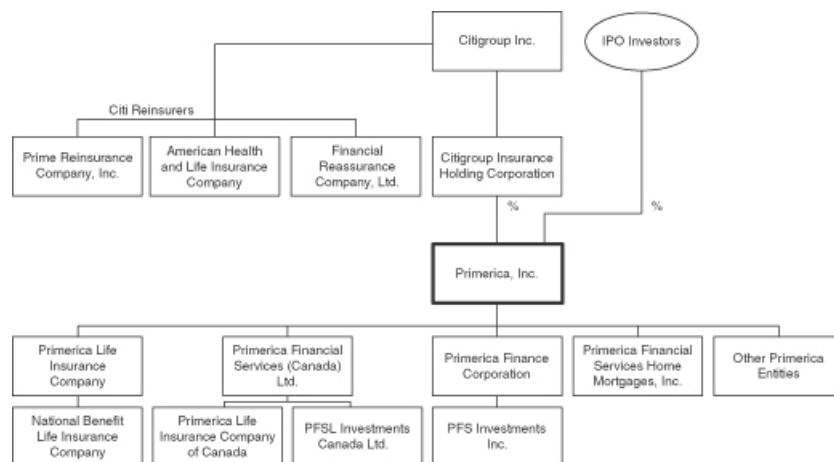 Citigroup Inc.
IPO Investors
Citi Reinsurers
Prime Reinsurance
Company, Inc.
American Health
and Life Insurance
Company
Financial
Reassurance
Company, Ltd.
Citigroup Insurance
Holding Corporation
%
%
Primerica, Inc.
Primerica Life
Insurance
Company
Primerica Financial
Services (Canada)
Ltd.
Primerica Finance
Corporation
Primerica Financial
Services Home
Mortgages, Inc.
Other Primerica
Entities
National Benefit
Life Insurance
Company
Primerica Life
Insurance Company
of Canada
PFSL Investments
Canada Ltd.
PFS Investments
Inc.